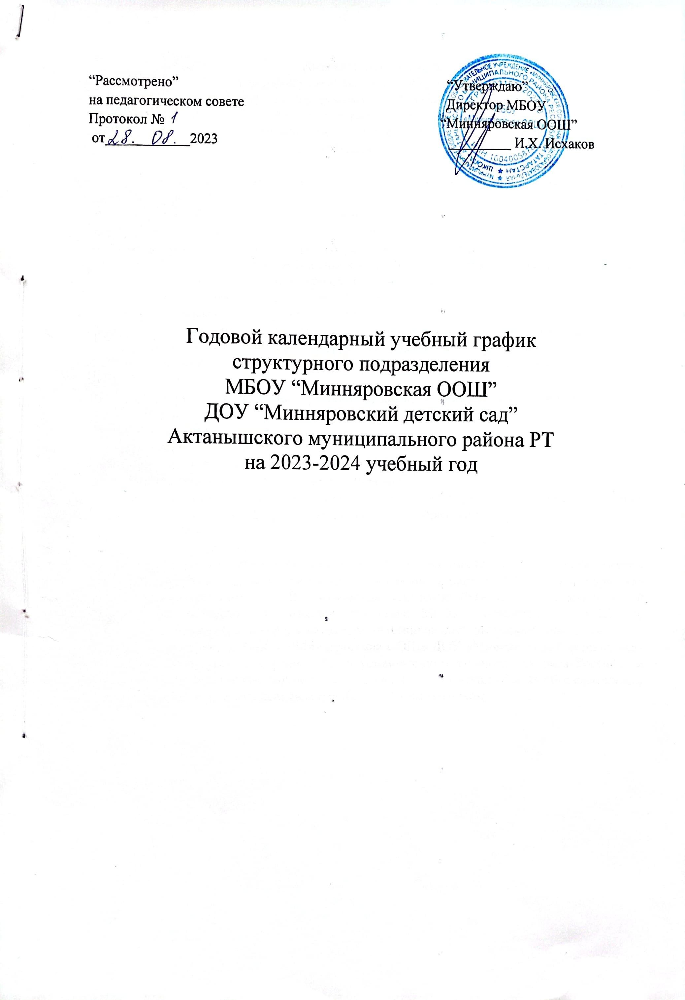 “Рассмотрено”
на педагогическом совете
Протокол № 1
от 28. 08. 2023
“Утверждаю”
Директор МБОУ
“Минняровская ООШ”
__________ И.Х. Исхаков
Годовой календарный учебный график
структурного подразделения
МБОУ “Минняровская ООШ”
ДОУ “Минняровский детский сад”
Актанышского муниципального района РТ
на 2023-2024 учебный год